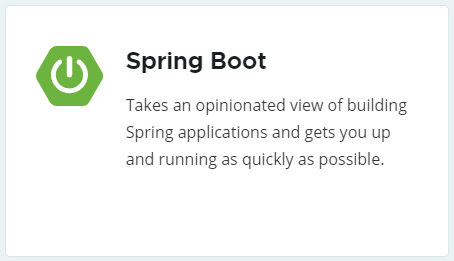 Spring Boot
Takes an opinionated view of building
Spring applications and gets you up
and running as quickly as possible.